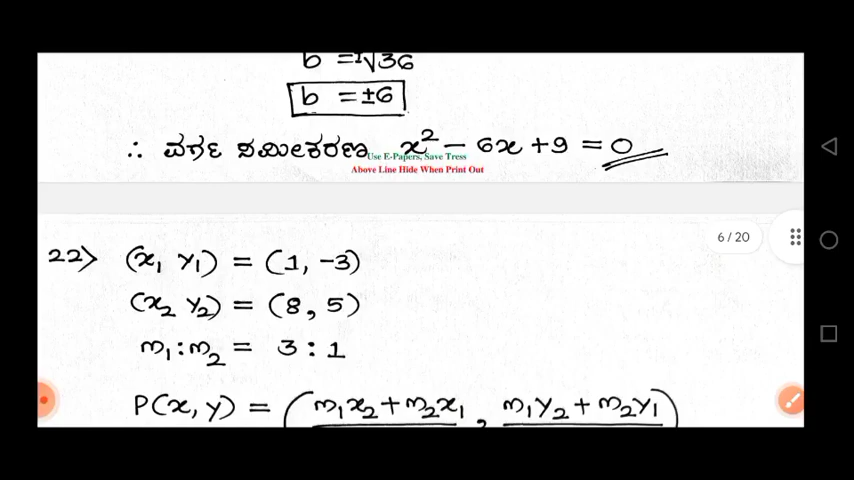 b = ±√36
b = ±6
∴ ವರ್ಗ ಸಮೀಕರಣ x² − 6x + 9 = 0
Use E-Papers, Save Tress
Above Line Hide When Print Out
6 / 20
22> (x₁ y₁) = (1, -3)
(x₂ y₂) = (8, 5)
m₁ : m₂ = 3 : 1
P(x, y) = ( m₁x₂ + m₂x₁ , m₁y₂ + m₂y₁ )